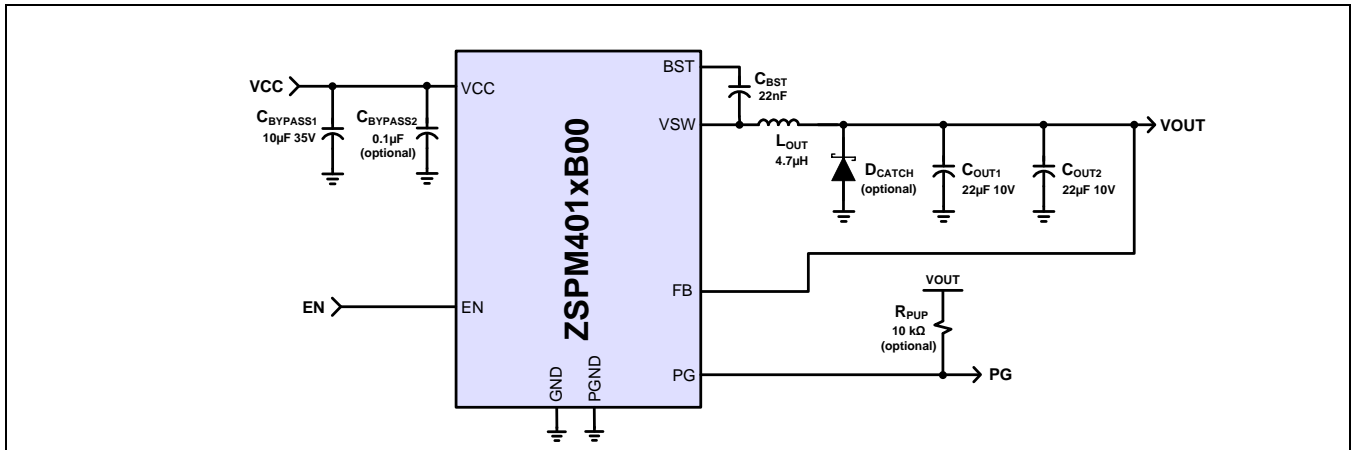 VCC
CBYPASS1
10µF 35V
CBYPASS2
0.1µF
(optional)
VCC
EN
EN
ZSPM401xB00
GND
PGND
BST
VSW
FB
PG
CBST
22nF
LOUT
4.7µH
DCATCH
(optional)
COUT1
22µF 10V
COUT2
22µF 10V
VOUT
VOUT
RPUP
10 kΩ
(optional)
PG